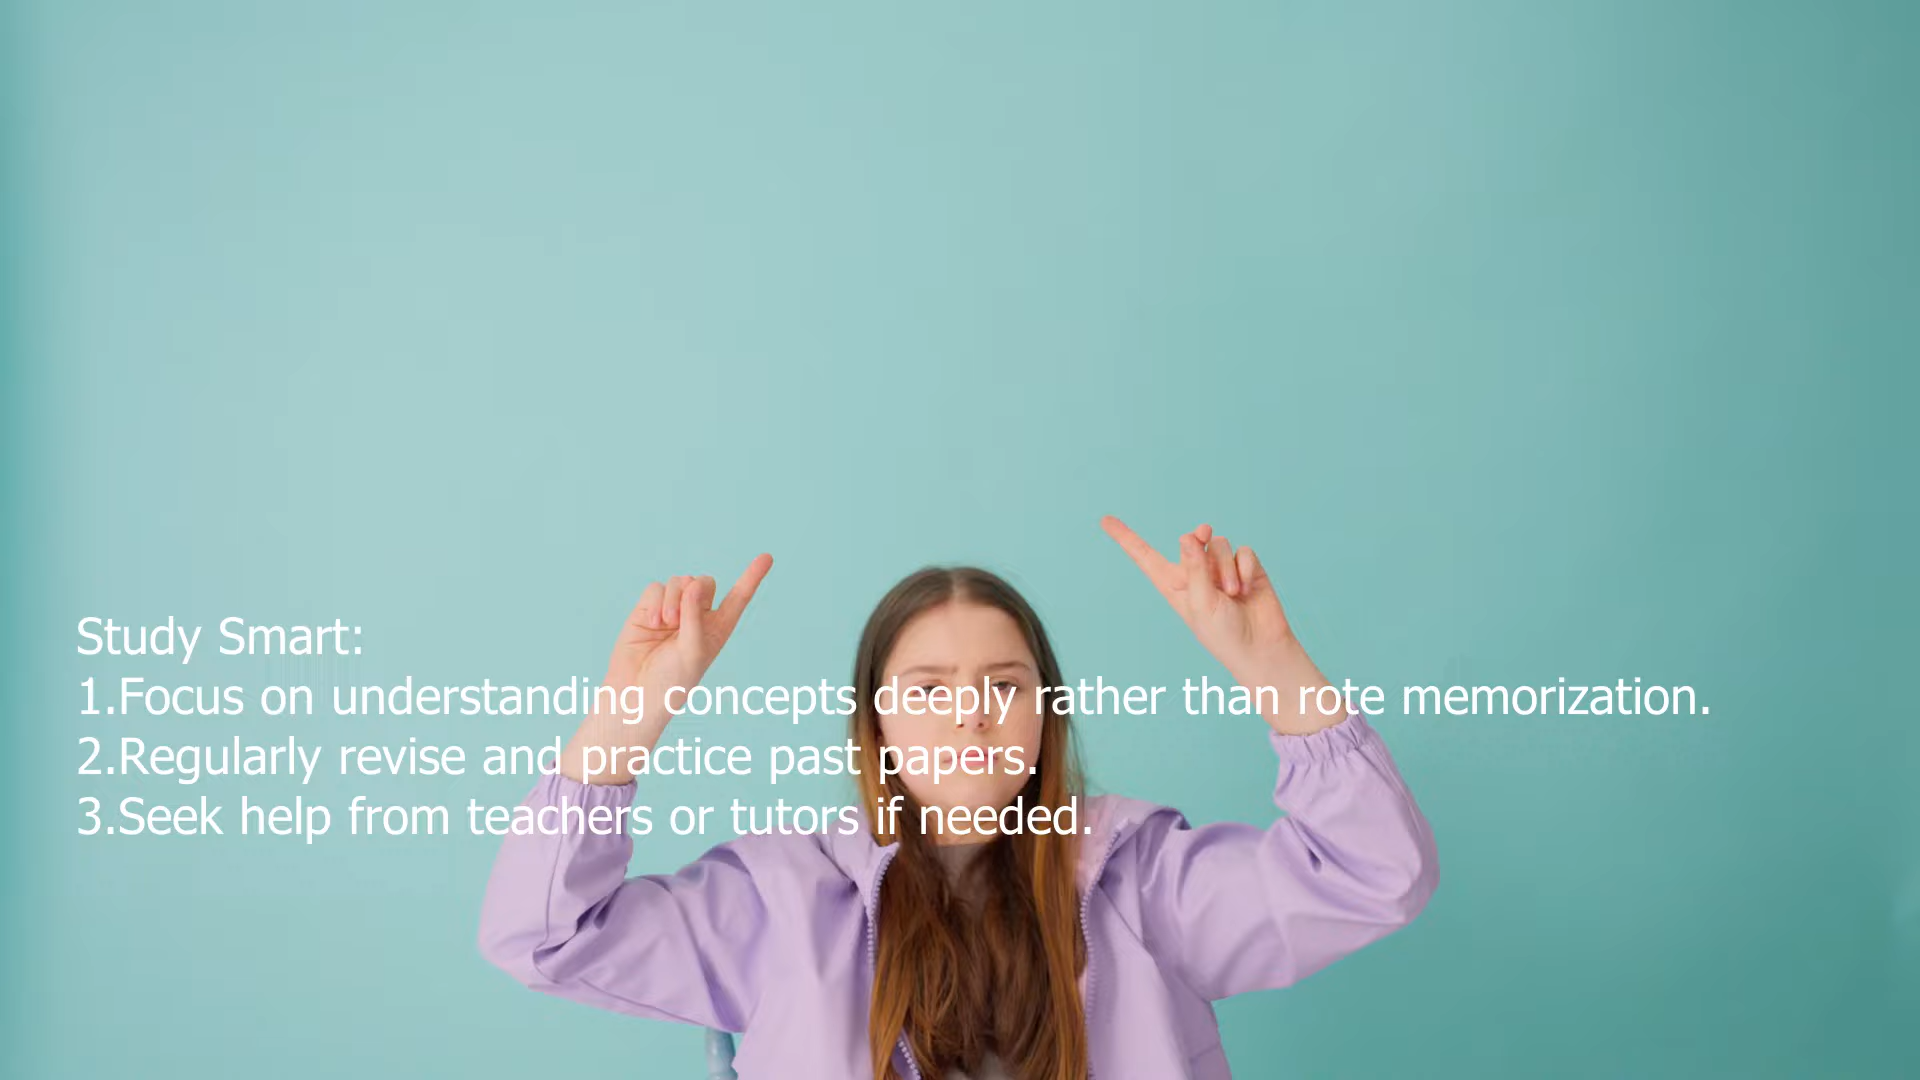 Study Smart:
1.Focus on understanding concepts deeply rather than rote memorization.
2.Regularly revise and practice past papers.
3.Seek help from teachers or tutors if needed.